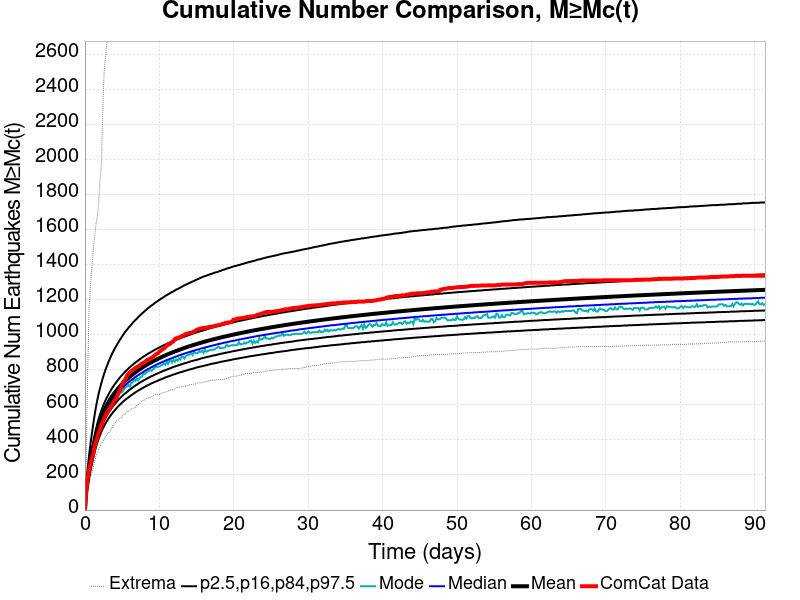 Cumulative Number Comparison, M≥Mc(t)
Cumulative Num Earthquakes M≥Mc(t)
2600
2400
2200
2000
1800
1600
1400
1200
1000
800
600
400
200
0
0 10 20 30 40 50 60 70 80 90
Time (days)
Extrema p2.5,p16,p84,p97.5 Mode Median Mean ComCat Data